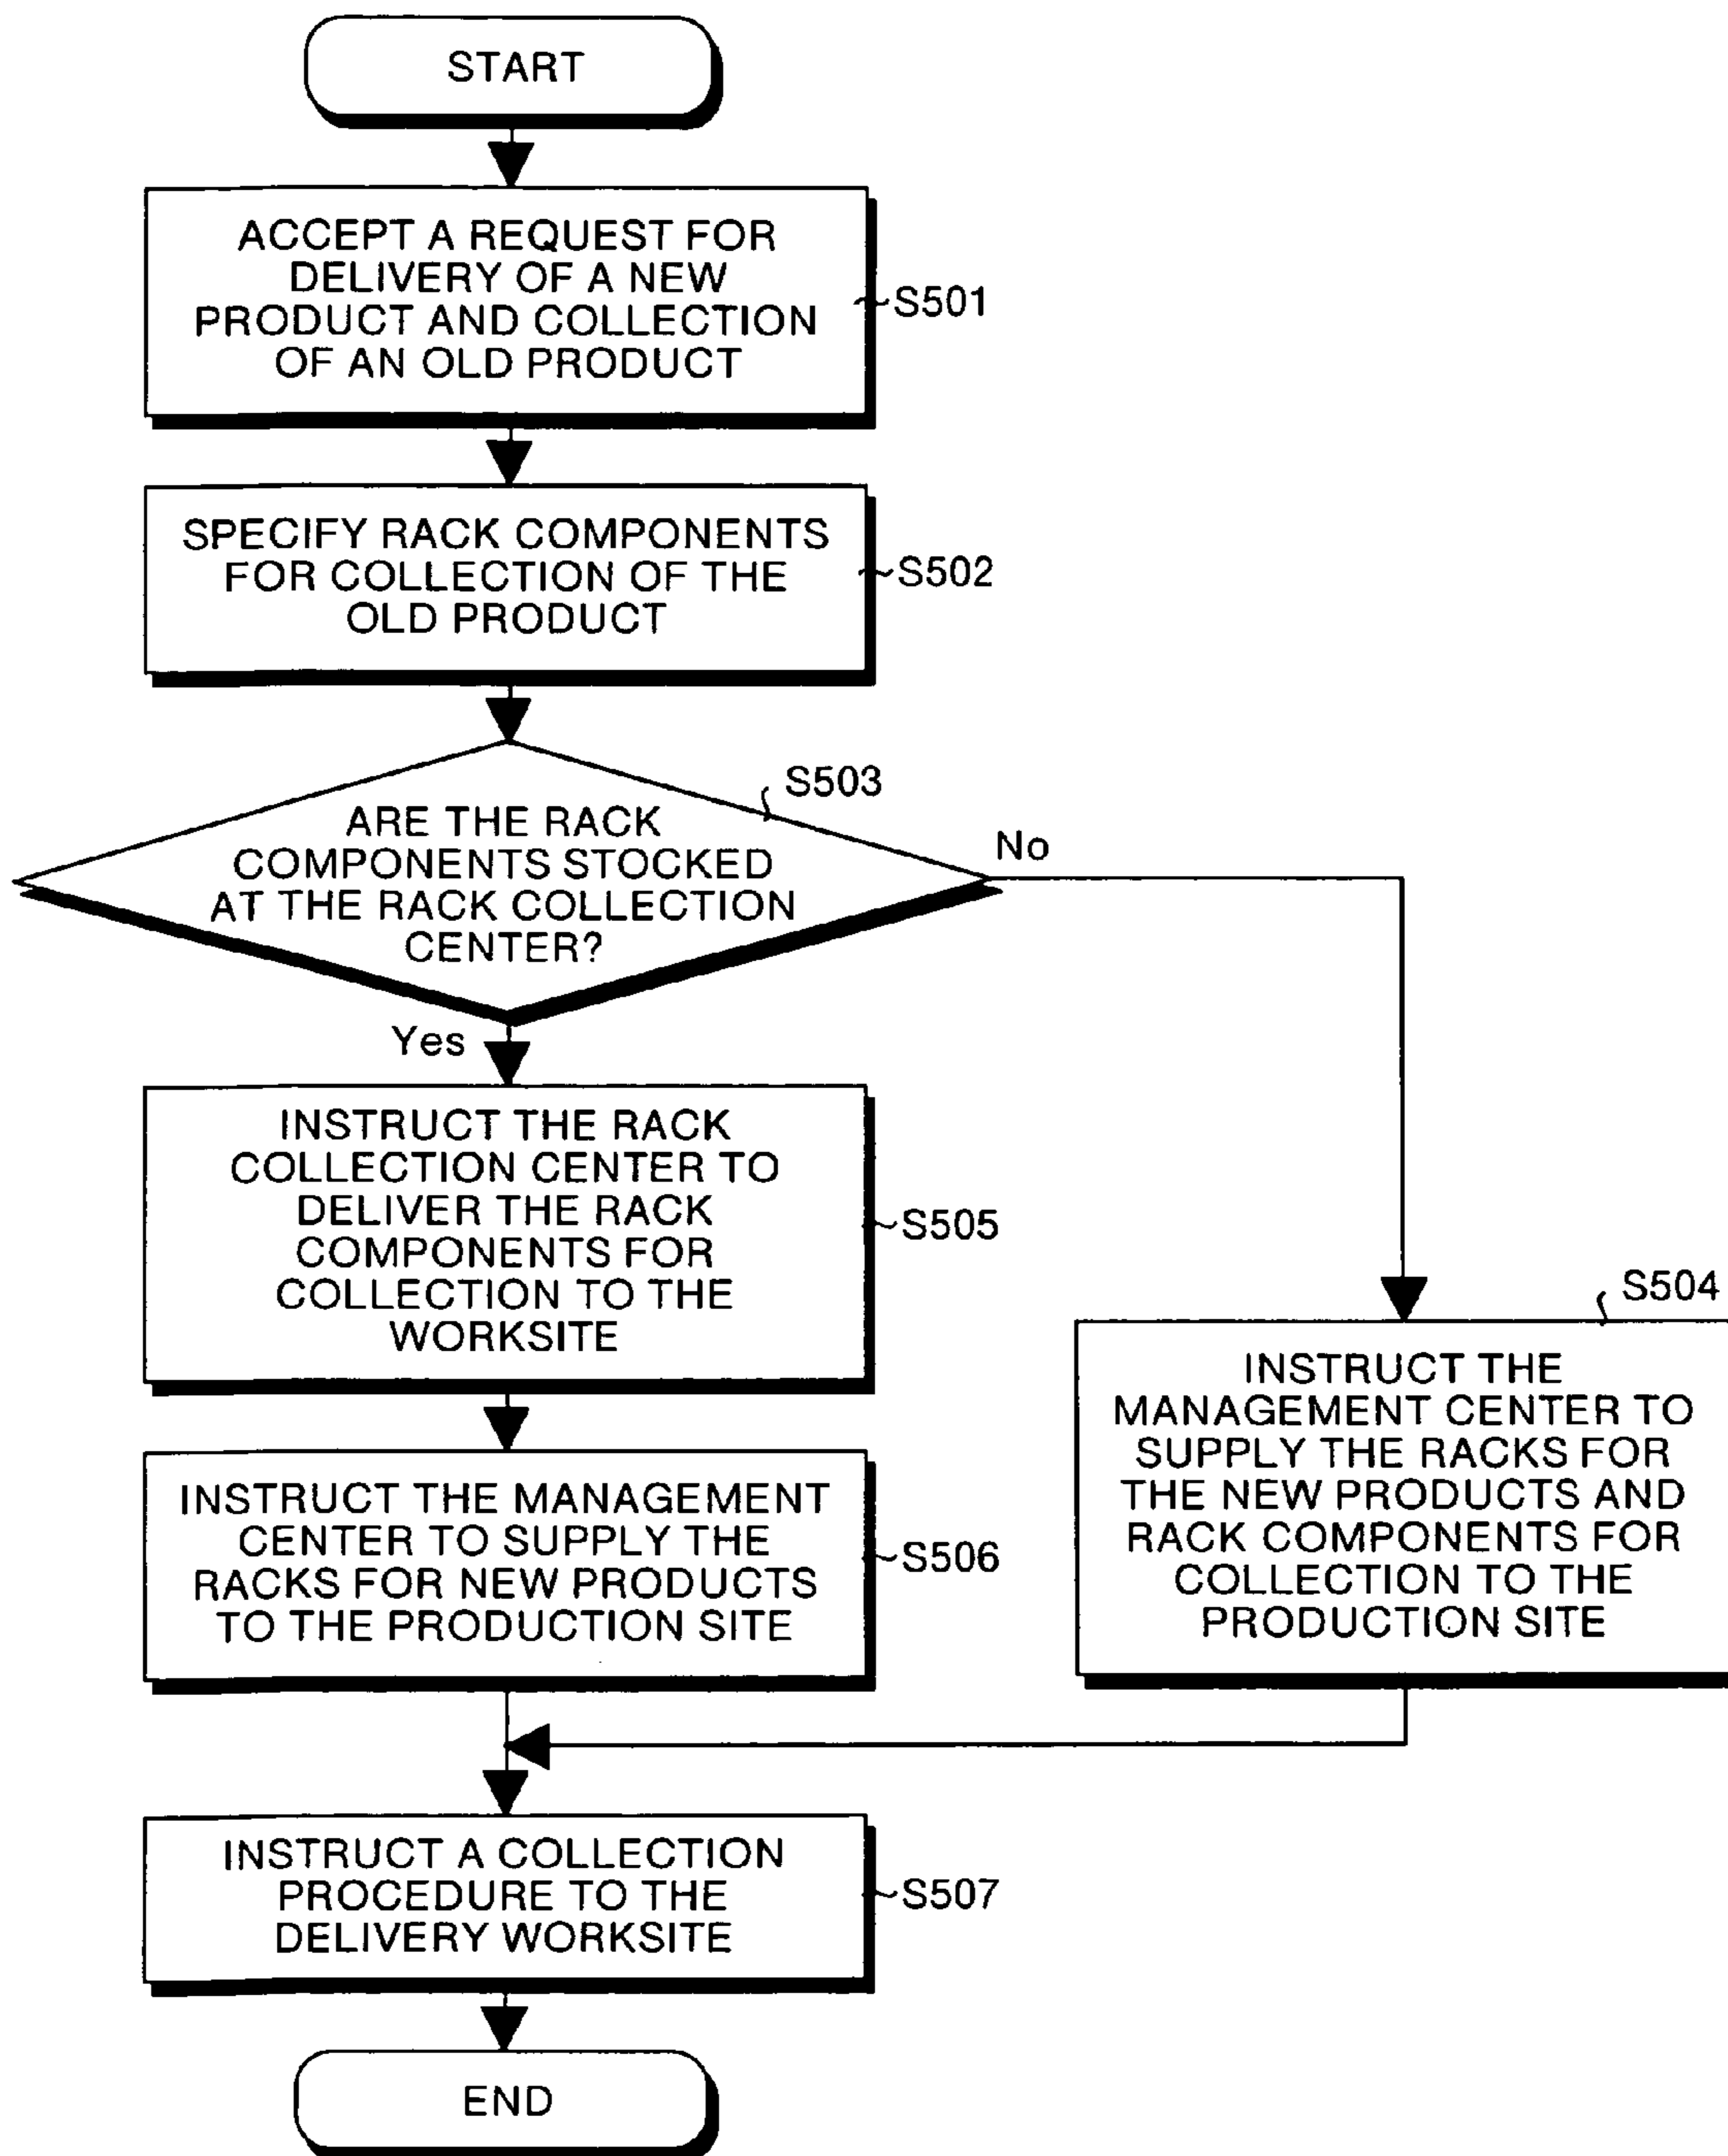 START
ACCEPT A REQUEST FOR
DELIVERY OF A NEW
PRODUCT AND COLLECTION
OF AN OLD PRODUCT
S501
SPECIFY RACK COMPONENTS
FOR COLLECTION OF THE
OLD PRODUCT
S502
S503
ARE THE RACK
COMPONENTS STOCKED
AT THE RACK COLLECTION
CENTER?
No
Yes
INSTRUCT THE RACK
COLLECTION CENTER TO
DELIVER THE RACK
COMPONENTS FOR
COLLECTION TO THE
WORKSITE
S505
S504
INSTRUCT THE
MANAGEMENT CENTER TO
SUPPLY THE RACKS FOR
THE NEW PRODUCTS AND
RACK COMPONENTS FOR
COLLECTION TO THE
PRODUCTION SITE
INSTRUCT THE MANAGEMENT
CENTER TO SUPPLY THE
RACKS FOR NEW PRODUCTS
TO THE PRODUCTION SITE
S506
INSTRUCT A COLLECTION
PROCEDURE TO THE
DELIVERY WORKSITE
S507
END